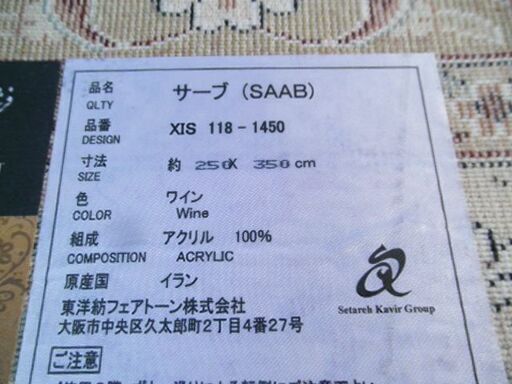 品名 サーブ (SAAB)
QLTY
品番 XIS 118-1450
DESIGN
寸法 約 250X 350 cm
SIZE
色 ワイン
COLOR Wine
組成 アクリル 100%
COMPOSITION ACRYLIC
原産国 イラン
東洋紡フェアトーン株式会社
大阪市中央区久太郎町2丁目4番27号
Setareh Kavir Group
ご注意